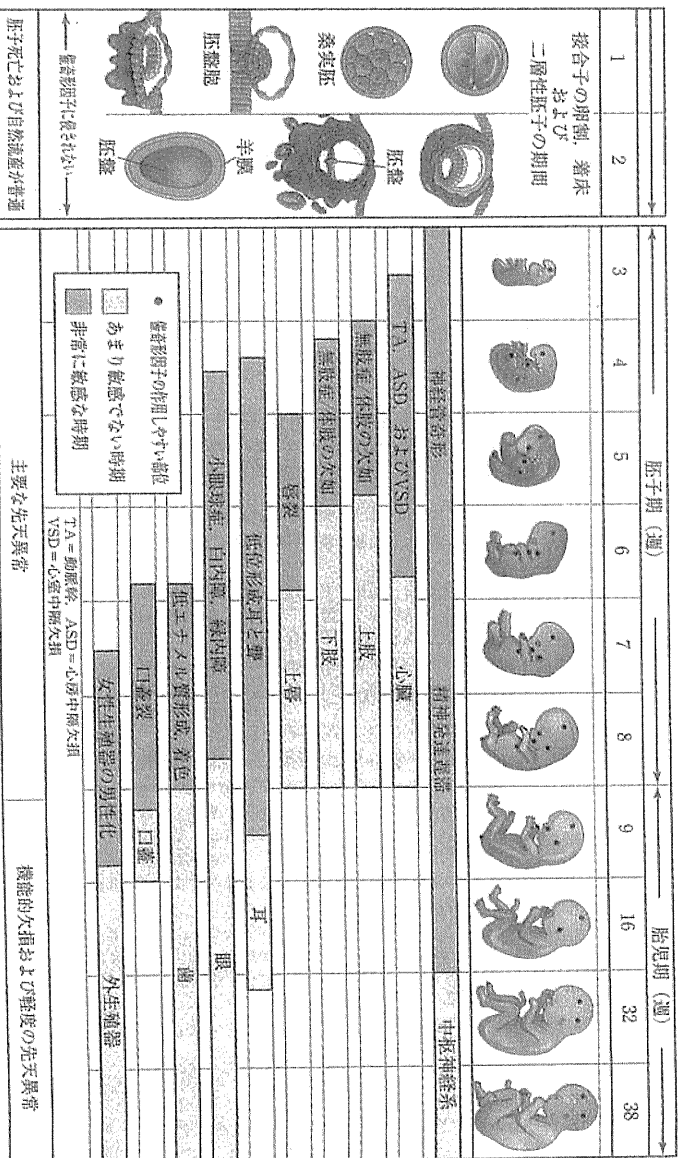 胚子期（週）
胎児期（週）
1
2
3
4
5
6
7
8
9
16
32
38
接合子の卵割，着床
および
二層性胚子の期間
桑実胚
胚盤胞
胚盤
羊膜
胚盤
催奇形因子に侵されない
胚子死亡および自然流産が普通
神経管奇形
精神発達遅滞
中枢神経系
TA，ASD，およびVSD
心臓
無肢症/体肢の欠如
上肢
無肢症/体肢の欠如
下肢
唇裂
上唇
低位形成耳と聾
耳
小眼球症，白内障，緑内障
眼
低エナメル質形成，着色
歯
口蓋裂
口蓋
女性生殖器の男性化
外生殖器
• 催奇形因子の作用しやすい部位
あまり敏感でない時期
非常に敏感な時期
TA＝動脈幹，ASD＝心房中隔欠損
VSD＝心室中隔欠損
主要な先天異常
機能的欠損および軽度の先天異常